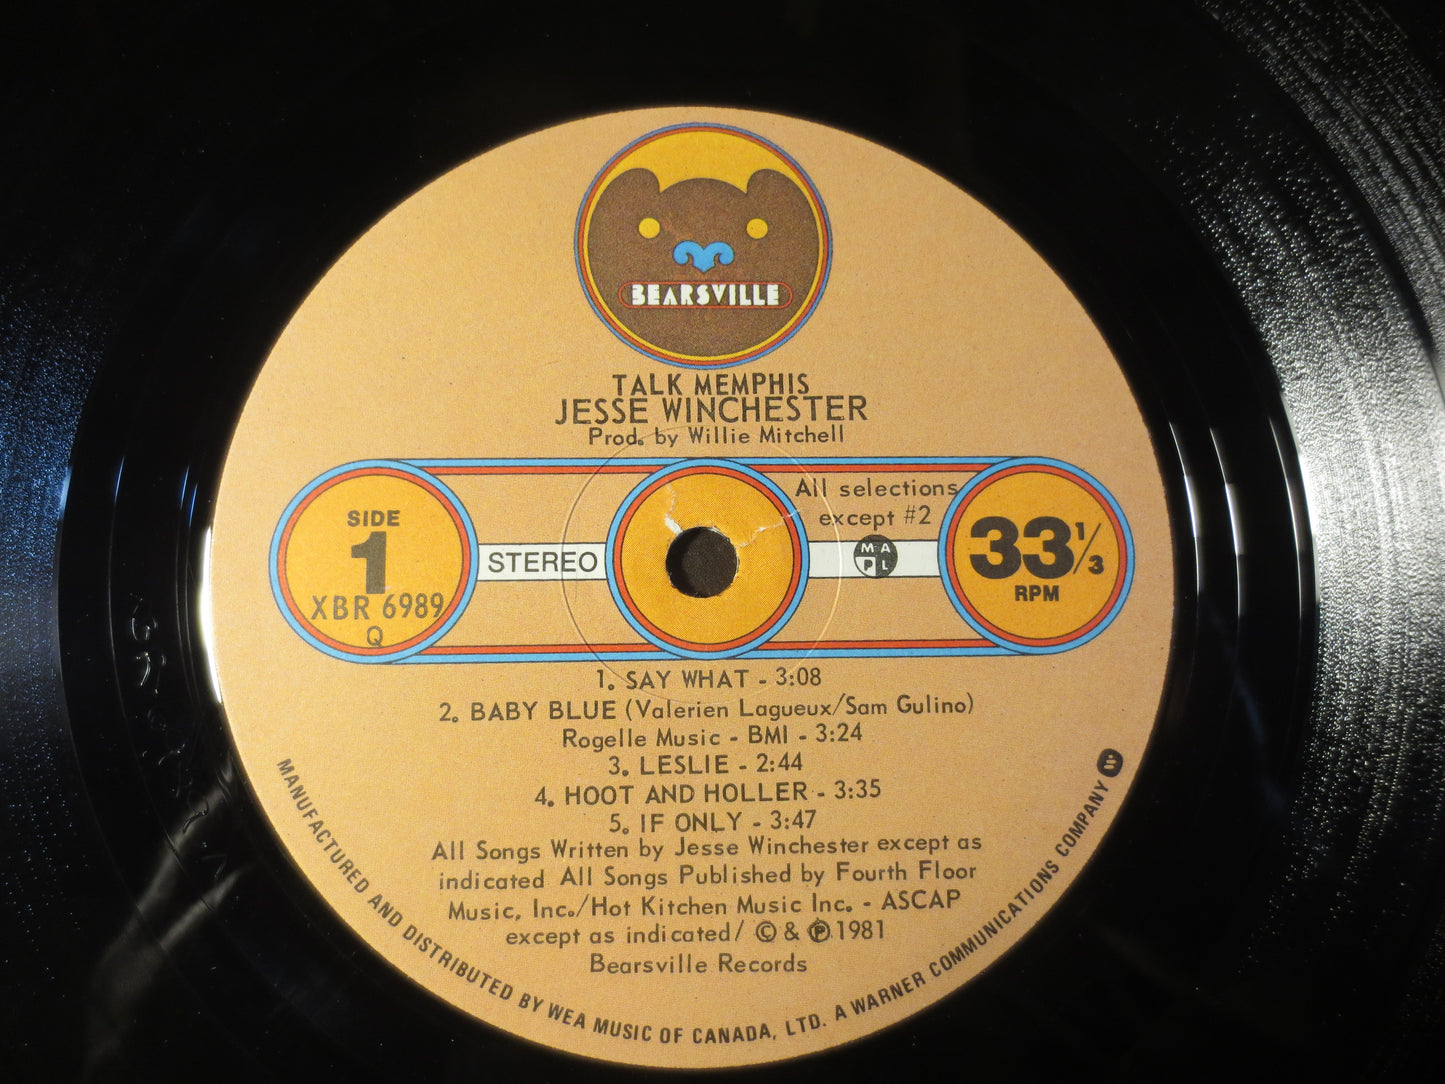 BEARSVILLE
TALK MEMPHIS
JESSE WINCHESTER
Prod. by Willie Mitchell
SIDE
1
XBR 6989
Q
STEREO
All selections
except #2
M A
P L
33 1/3
RPM
1. SAY WHAT - 3:08
2. BABY BLUE (Valerien Lagueux/Sam Gulino)
Rogelle Music - BMI - 3:24
3. LESLIE - 2:44
4. HOOT AND HOLLER - 3:35
5. IF ONLY - 3:47
All Songs Written by Jesse Winchester except as
indicated All Songs Published by Fourth Floor
Music, Inc./Hot Kitchen Music Inc. - ASCAP
except as indicated/ © & ℗ 1981
Bearsville Records
MANUFACTURED AND DISTRIBUTED BY WEA MUSIC OF CANADA, LTD. A WARNER COMMUNICATIONS COMPANY